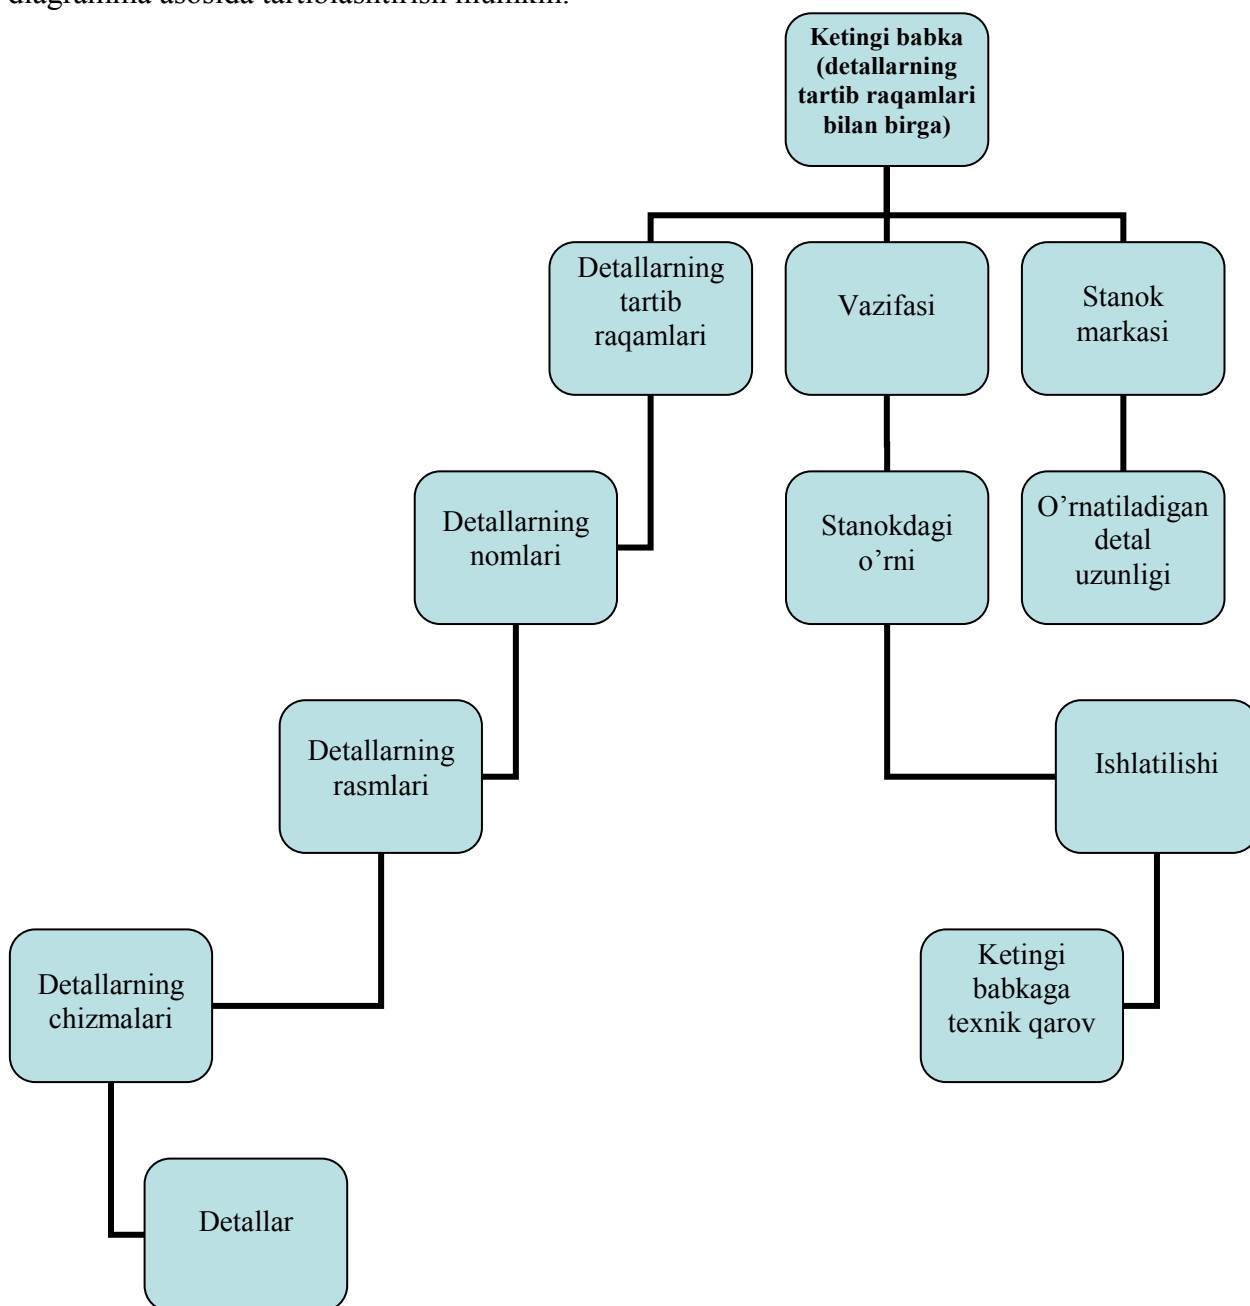 diagramma asosida tartiblashtirish mumkin:
Ketingi babka
(detallarning
tartib raqamlari
bilan birga)
Detallarning
tartib
raqamlari
Vazifasi
Stanok
markasi
Detallarning
nomlari
Stanokdagi
o’rni
O’rnatiladigan
detal
uzunligi
Detallarning
rasmlari
Ishlatilishi
Detallarning
chizmalari
Ketingi
babkaga
texnik qarov
Detallar